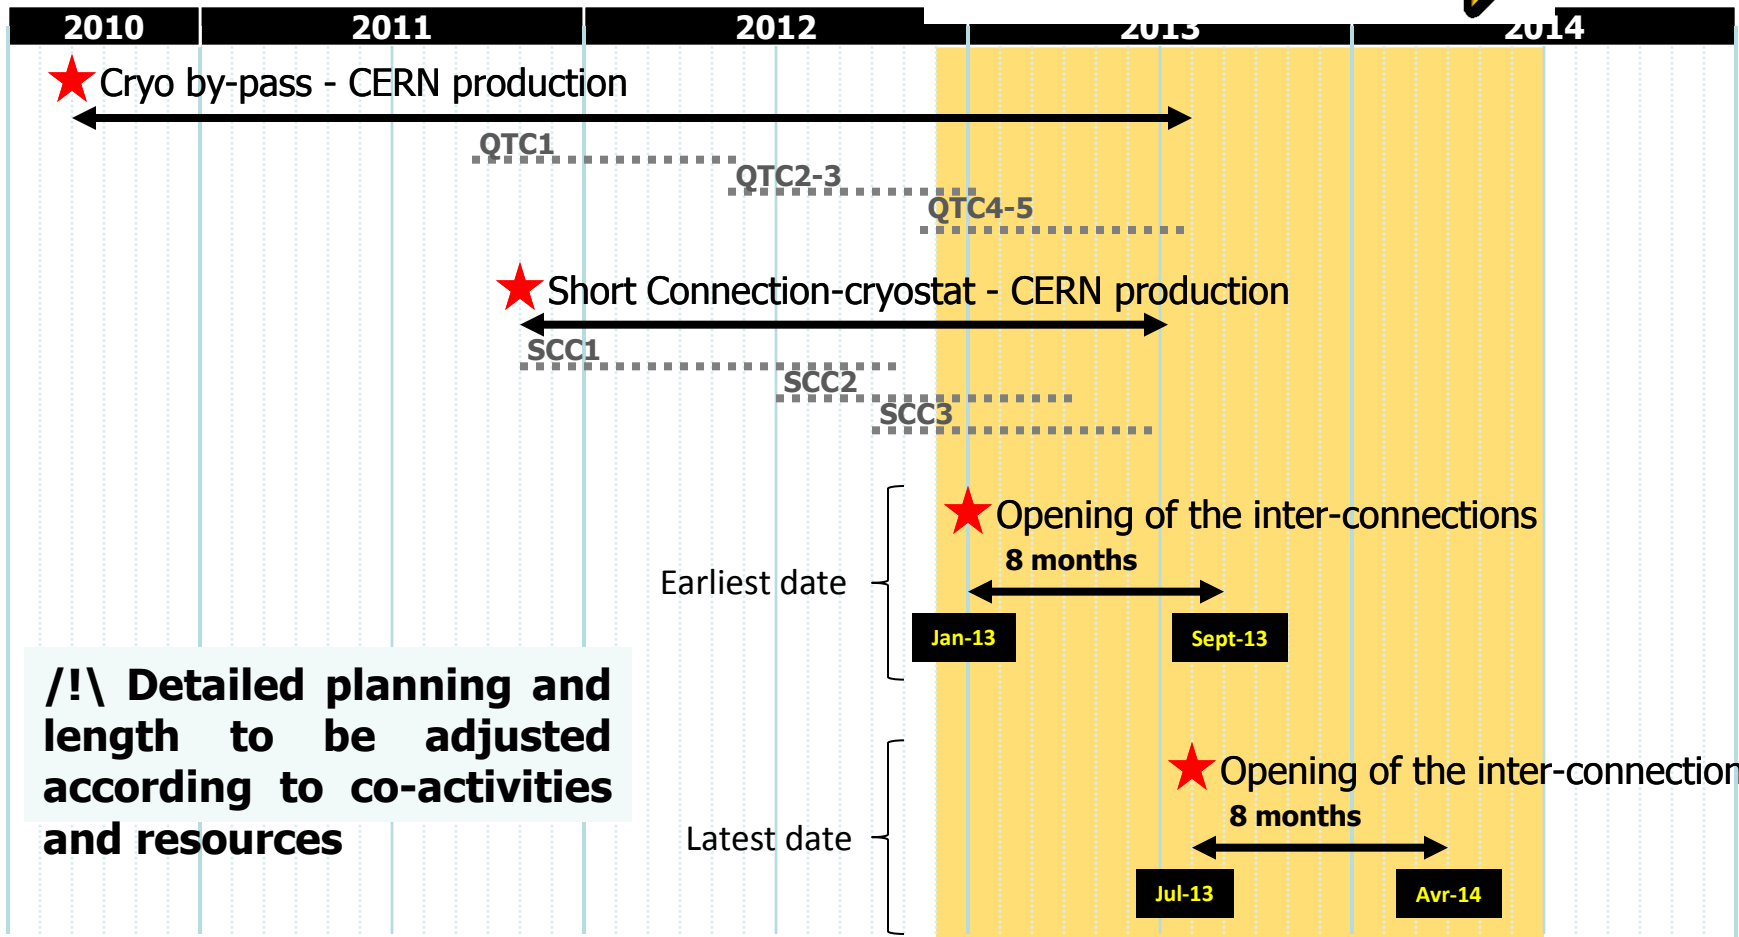 2010 2011 2012 2013 2014
Cryo by-pass - CERN production
QTC1
QTC2-3
QTC4-5
Short Connection-cryostat - CERN production
SCC1
SCC2
SCC3
Opening of the inter-connections
8 months
Earliest date
Jan-13 Sept-13
/!\ Detailed planning and
length to be adjusted
according to co-activities
and resources
Opening of the inter-connection
8 months
Latest date
Jul-13 Avr-14